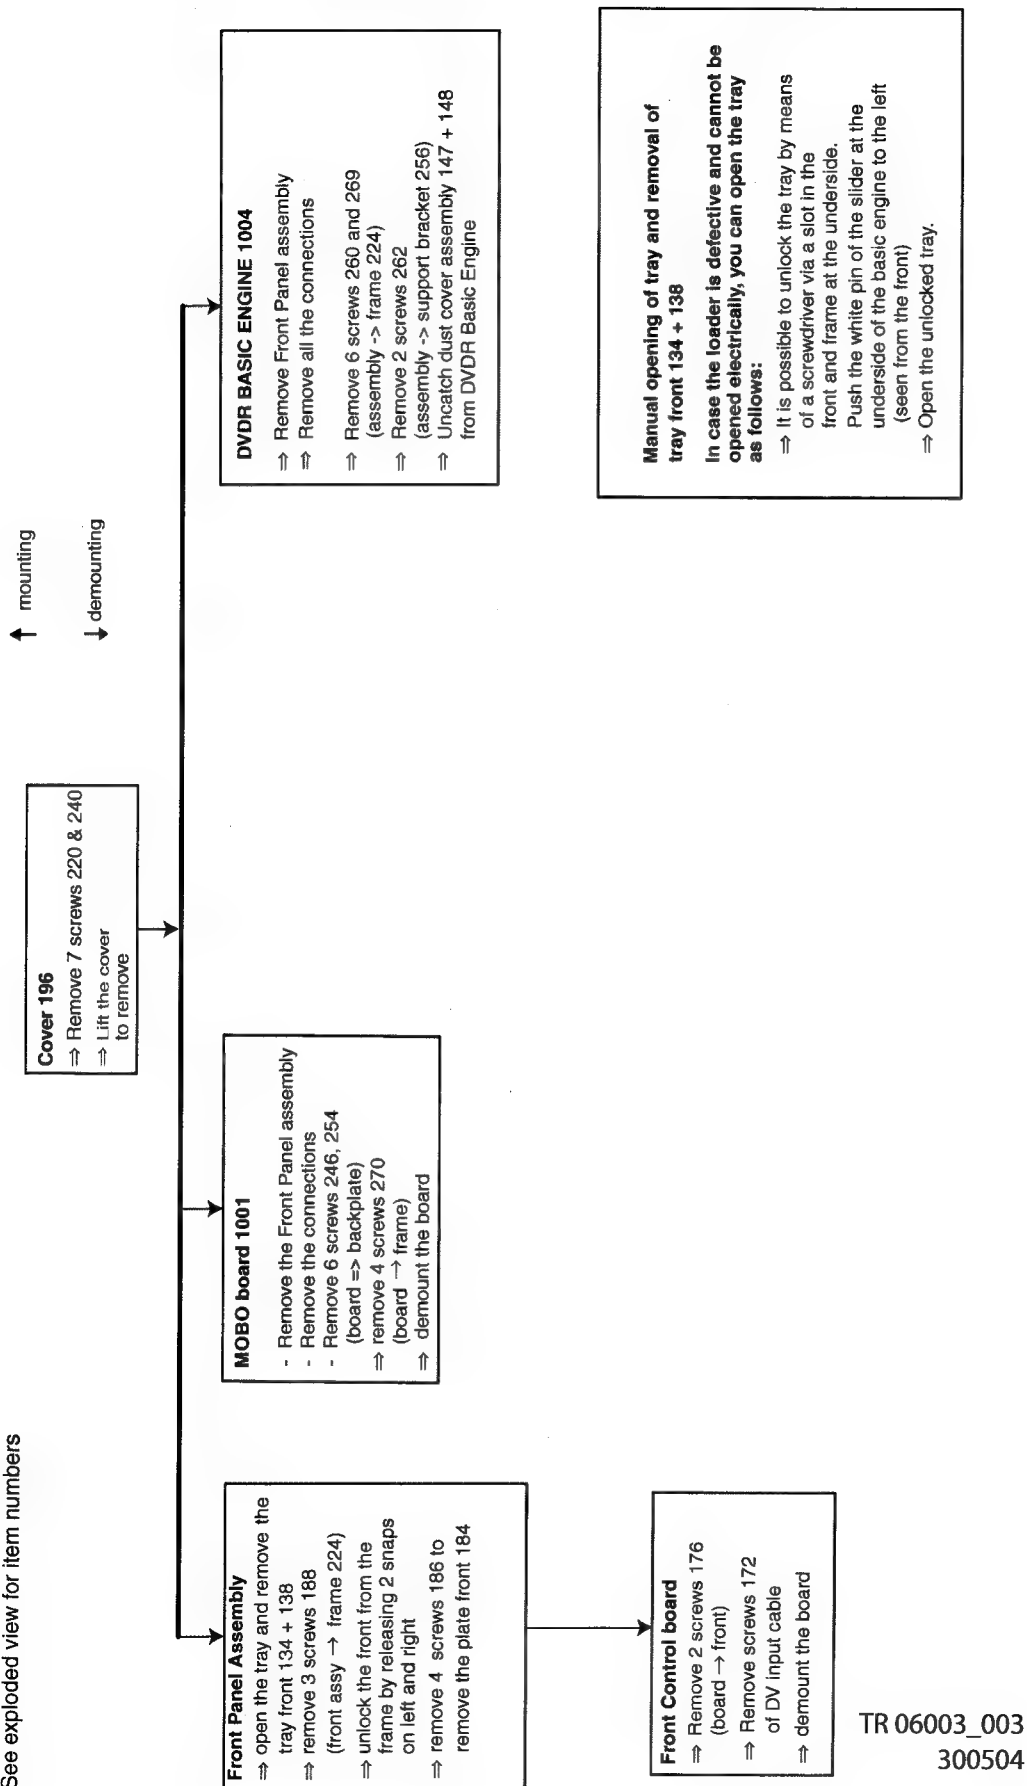 See exploded view for item numbers
↑ mounting
↓ demounting
Cover 196
⇒ Remove 7 screws 220 & 240
⇒ Lift the cover
to remove
Front Panel Assembly
⇒ open the tray and remove the
tray front 134 + 138
⇒ remove 3 screws 188
(front assy → frame 224)
⇒ unlock the front from the
frame by releasing 2 snaps
on left and right
⇒ remove 4 screws 186 to
remove the plate front 184
Front Control board
⇒ Remove 2 screws 176
(board → front)
⇒ Remove screws 172
of DV input cable
⇒ demount the board
MOBO board 1001
- Remove the Front Panel assembly
- Remove the connections
- Remove 6 screws 246, 254
(board => backplate)
⇒ remove 4 screws 270
(board → frame)
⇒ demount the board
DVDR BASIC ENGINE 1004
⇒ Remove Front Panel assembly
⇒ Remove all the connections
⇒ Remove 6 screws 260 and 269
(assembly -> frame 224)
⇒ Remove 2 screws 262
(assembly -> support bracket 256)
⇒ Uncatch dust cover assembly 147 + 148
from DVDR Basic Engine
Manual opening of tray and removal of
tray front 134 + 138
In case the loader is defective and cannot be
opened electrically, you can open the tray
as follows:
⇒ It is possible to unlock the tray by means
of a screwdriver via a slot in the
front and frame at the underside.
Push the white pin of the slider at the
underside of the basic engine to the left
(seen from the front)
⇒ Open the unlocked tray.
TR 06003_003
300504